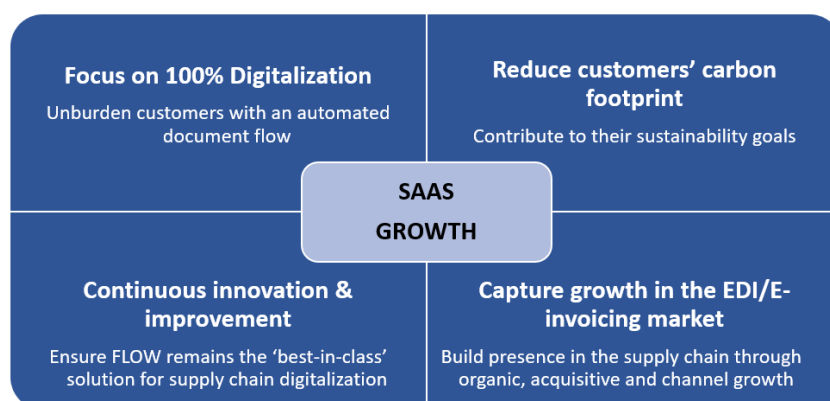 Focus on 100% Digitalization
Unburden customers with an automated
document flow
Reduce customers’ carbon
footprint
Contribute to their sustainability goals
SAAS
GROWTH
Continuous innovation &
improvement
Ensure FLOW remains the ‘best-in-class’
solution for supply chain digitalization
Capture growth in the EDI/E-
invoicing market
Build presence in the supply chain through
organic, acquisitive and channel growth